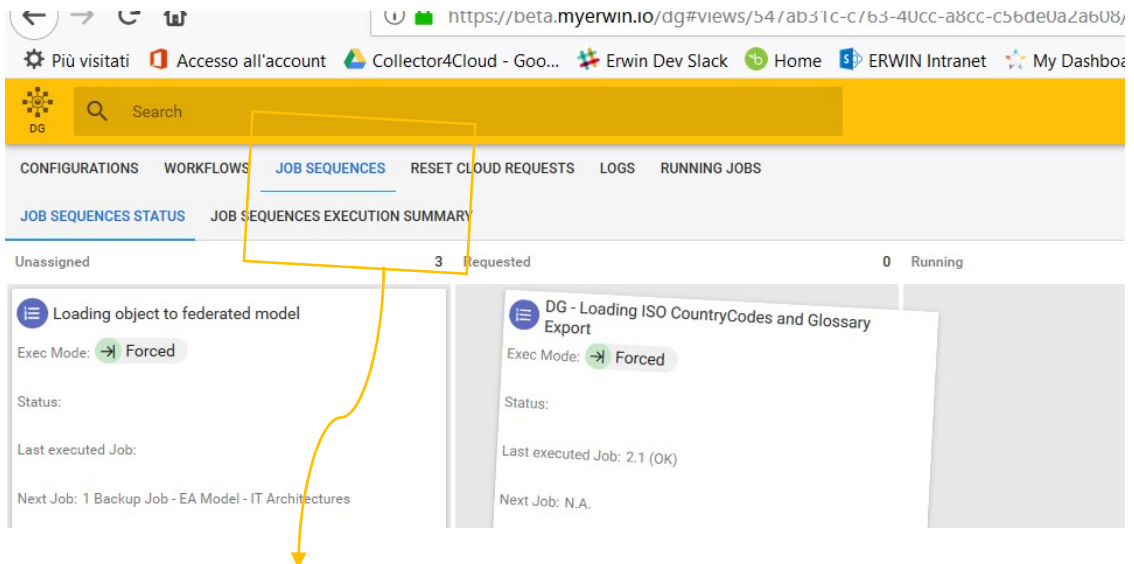 https://beta.myerwin.io/dg#views/547ab31c-c763-40cc-a8cc-c56de0a2a608/
Più visitati Accesso all'account Collector4Cloud - Goo... Erwin Dev Slack Home ERWIN Intranet My Dashboa
DG Search
CONFIGURATIONS WORKFLOWS JOB SEQUENCES RESET CLOUD REQUESTS LOGS RUNNING JOBS
JOB SEQUENCES STATUS JOB SEQUENCES EXECUTION SUMMARY
Unassigned 3 Requested 0 Running
Loading object to federated model
Exec Mode: Forced
Status:
Last executed Job:
Next Job: 1 Backup Job - EA Model - IT Architectures
DG - Loading ISO CountryCodes and Glossary
Export
Exec Mode: Forced
Status:
Last executed Job: 2.1 (OK)
Next Job: N.A.